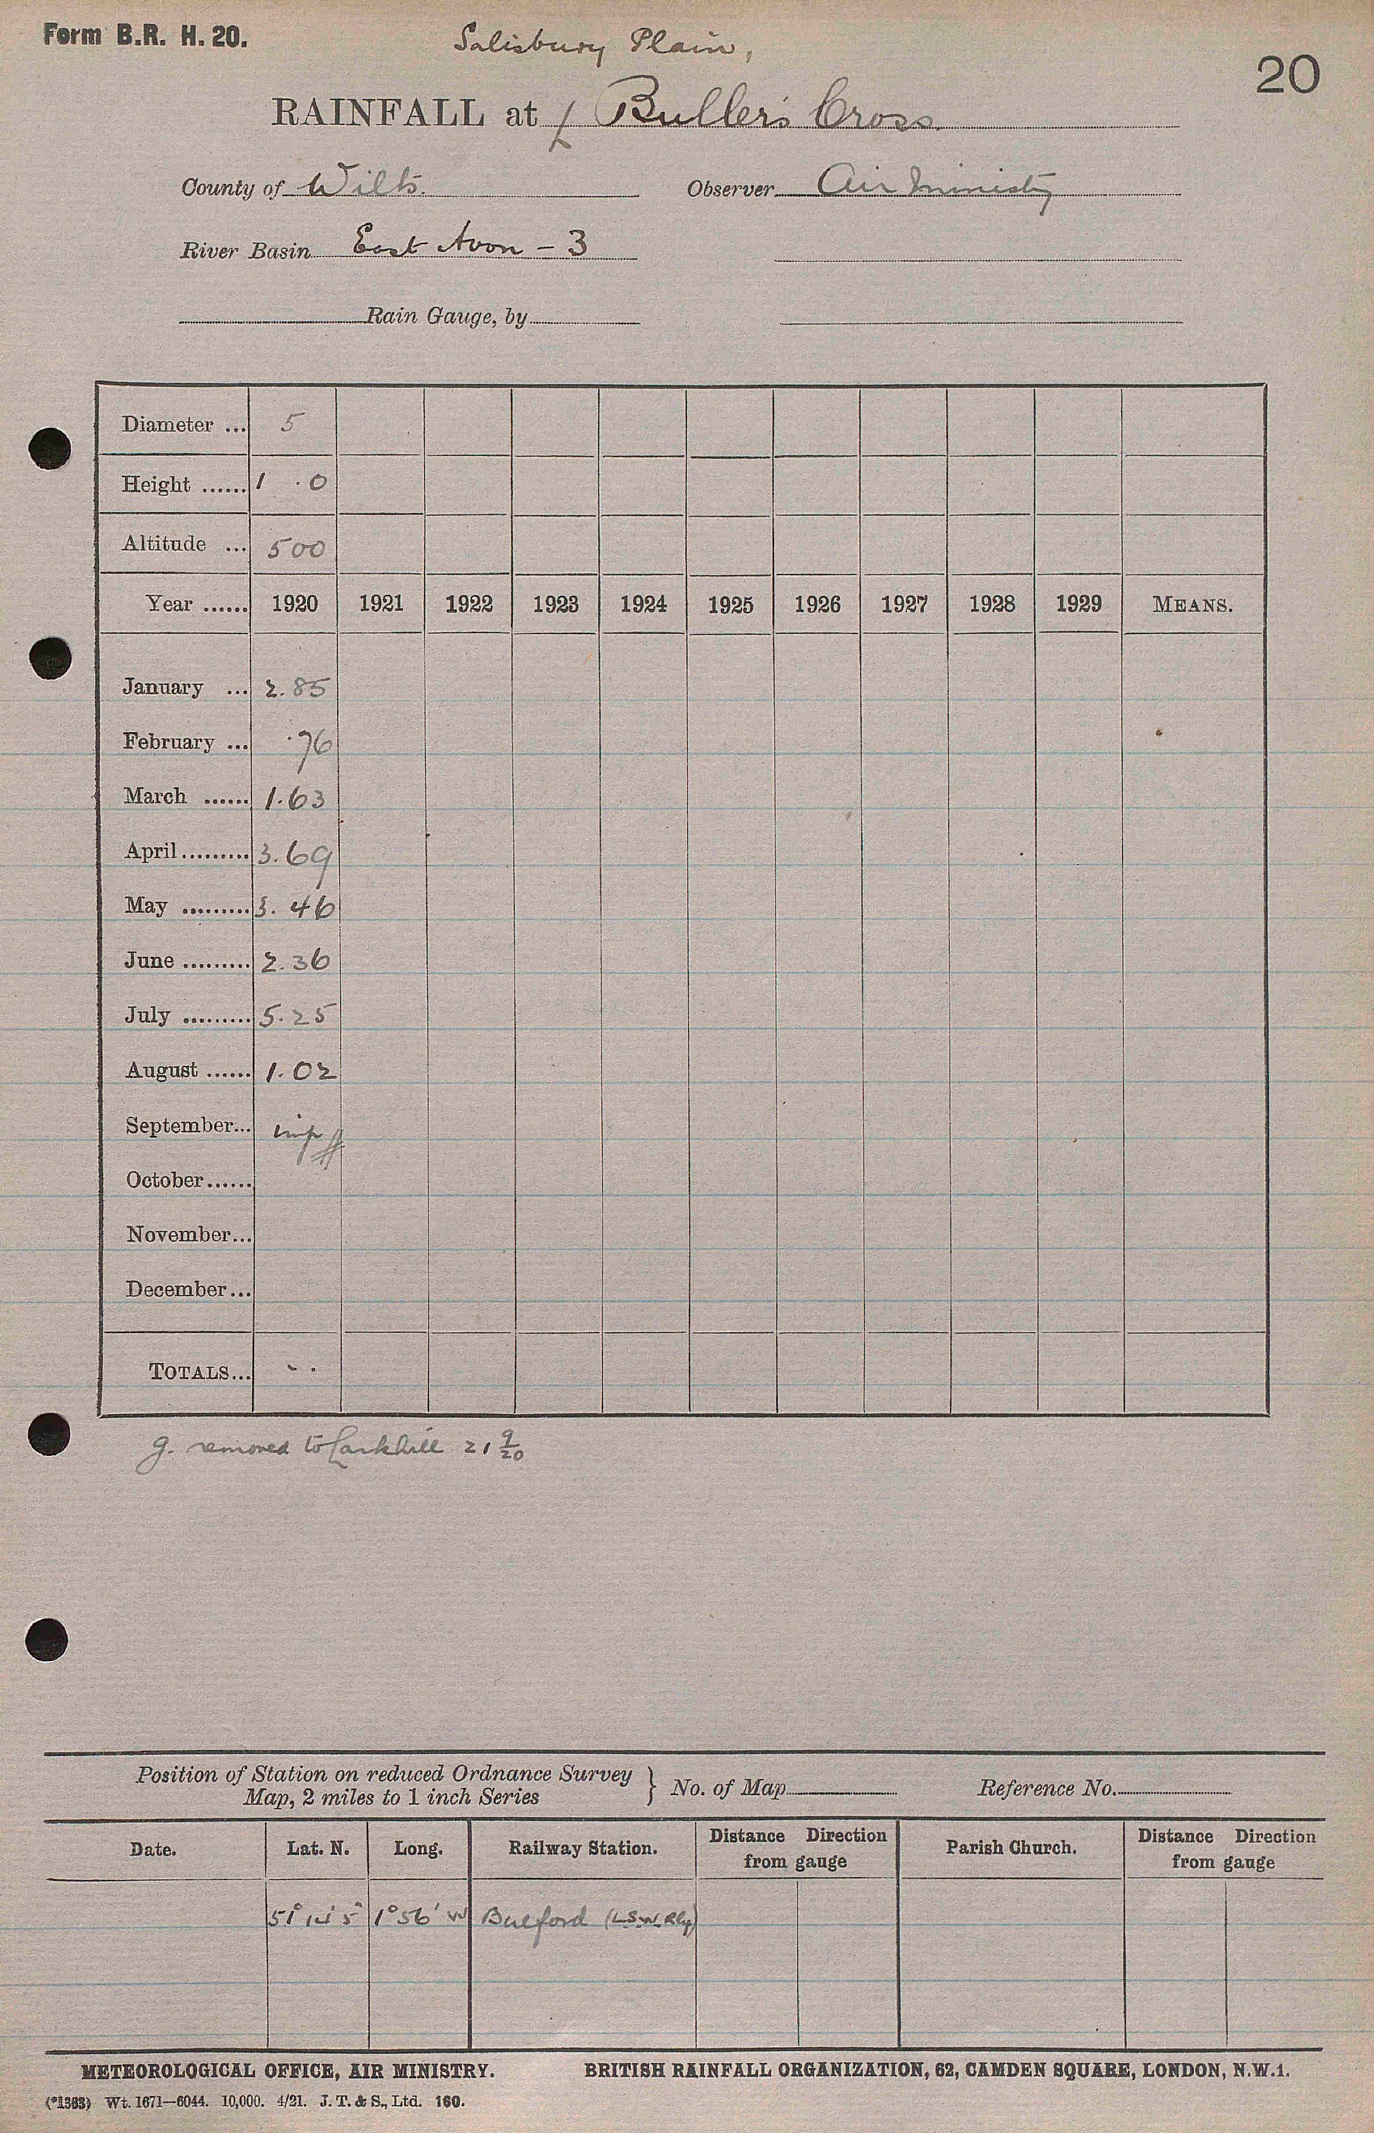 Form B.R. H. 20.
Salisbury Plain,
20
RAINFALL at Buller's Cross
County of Wilts. Observer Air Ministry
River Basin East Avon - 3
Rain Gauge, by
Diameter ... 5
Height ...... 1 . 0
Altitude ... 500
Year ...... 1920 1921 1922 1923 1924 1925 1926 1927 1928 1929 MEANS.
January ... 2.85
February ... .76
March ...... 1.63
April ......... 3.69
May ......... 3.46
June ......... 2.36
July ......... 5.25
August ...... 1.02
September...
October......
November...
December...
TOTALS... - .
g. removed to Larkhill 21 9/20
Position of Station on reduced Ordnance Survey
Map, 2 miles to 1 inch Series } No. of Map Reference No.
Date. Lat. N. Long. Railway Station. Distance Direction from gauge Parish Church. Distance Direction from gauge
51° 14' 5" 1° 56' W Bulford (L.S.W. Rly)
METEOROLOGICAL OFFICE, AIR MINISTRY. BRITISH RAINFALL ORGANIZATION, 62, CAMDEN SQUARE, LONDON, N.W.1.
(*1383) Wt. 1671—6044. 10,000. 4/21. J. T. & S., Ltd. 160.